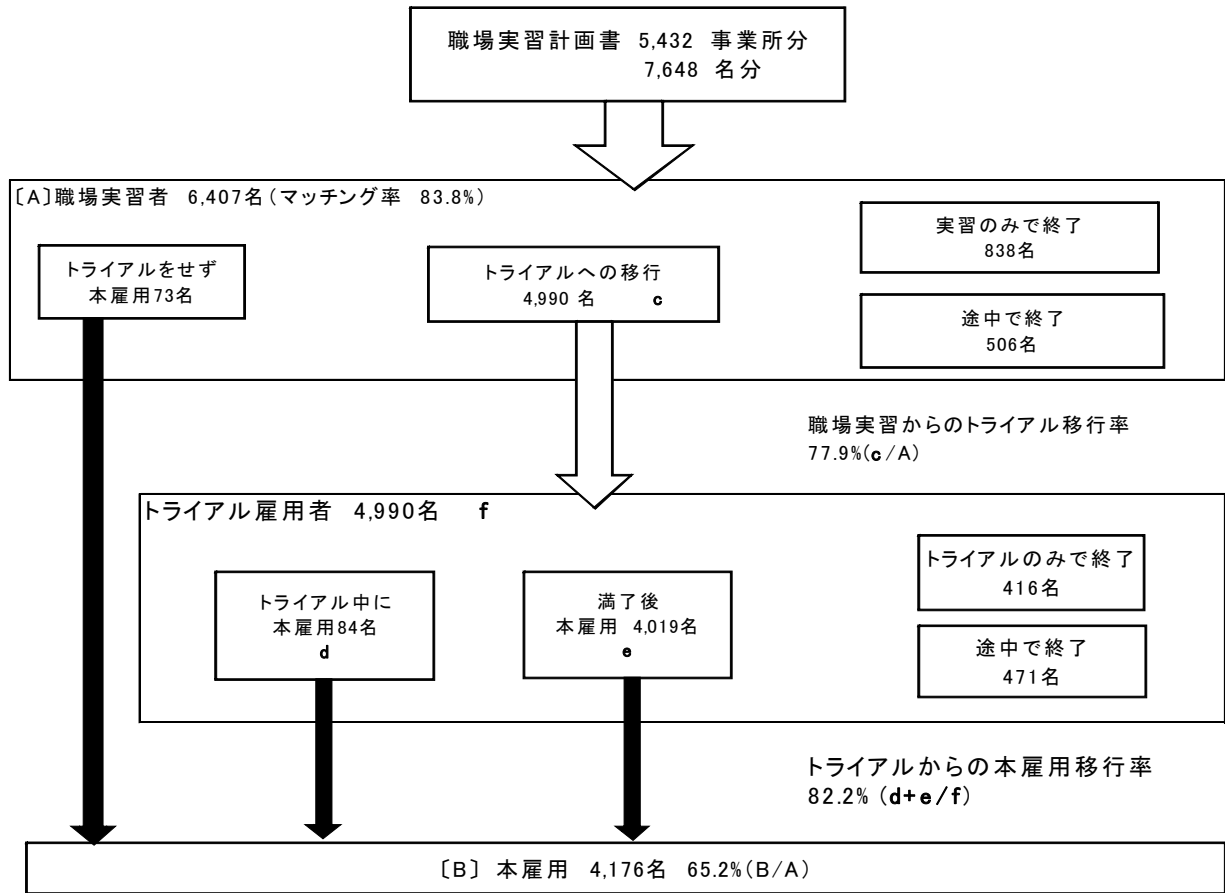 職場実習計画書 5,432 事業所分
7,648 名分
〔A〕職場実習者 6,407名(マッチング率 83.8%)
実習のみで終了
838名
トライアルをせず
本雇用73名
トライアルへの移行
4,990 名 c
途中で終了
506名
職場実習からのトライアル移行率
77.9%(c/A)
トライアル雇用者 4,990名 f
トライアルのみで終了
416名
トライアル中に
本雇用84名
d
満了後
本雇用 4,019名
e
途中で終了
471名
トライアルからの本雇用移行率
82.2% (d+e/f)
〔B〕 本雇用 4,176名 65.2%(B/A)